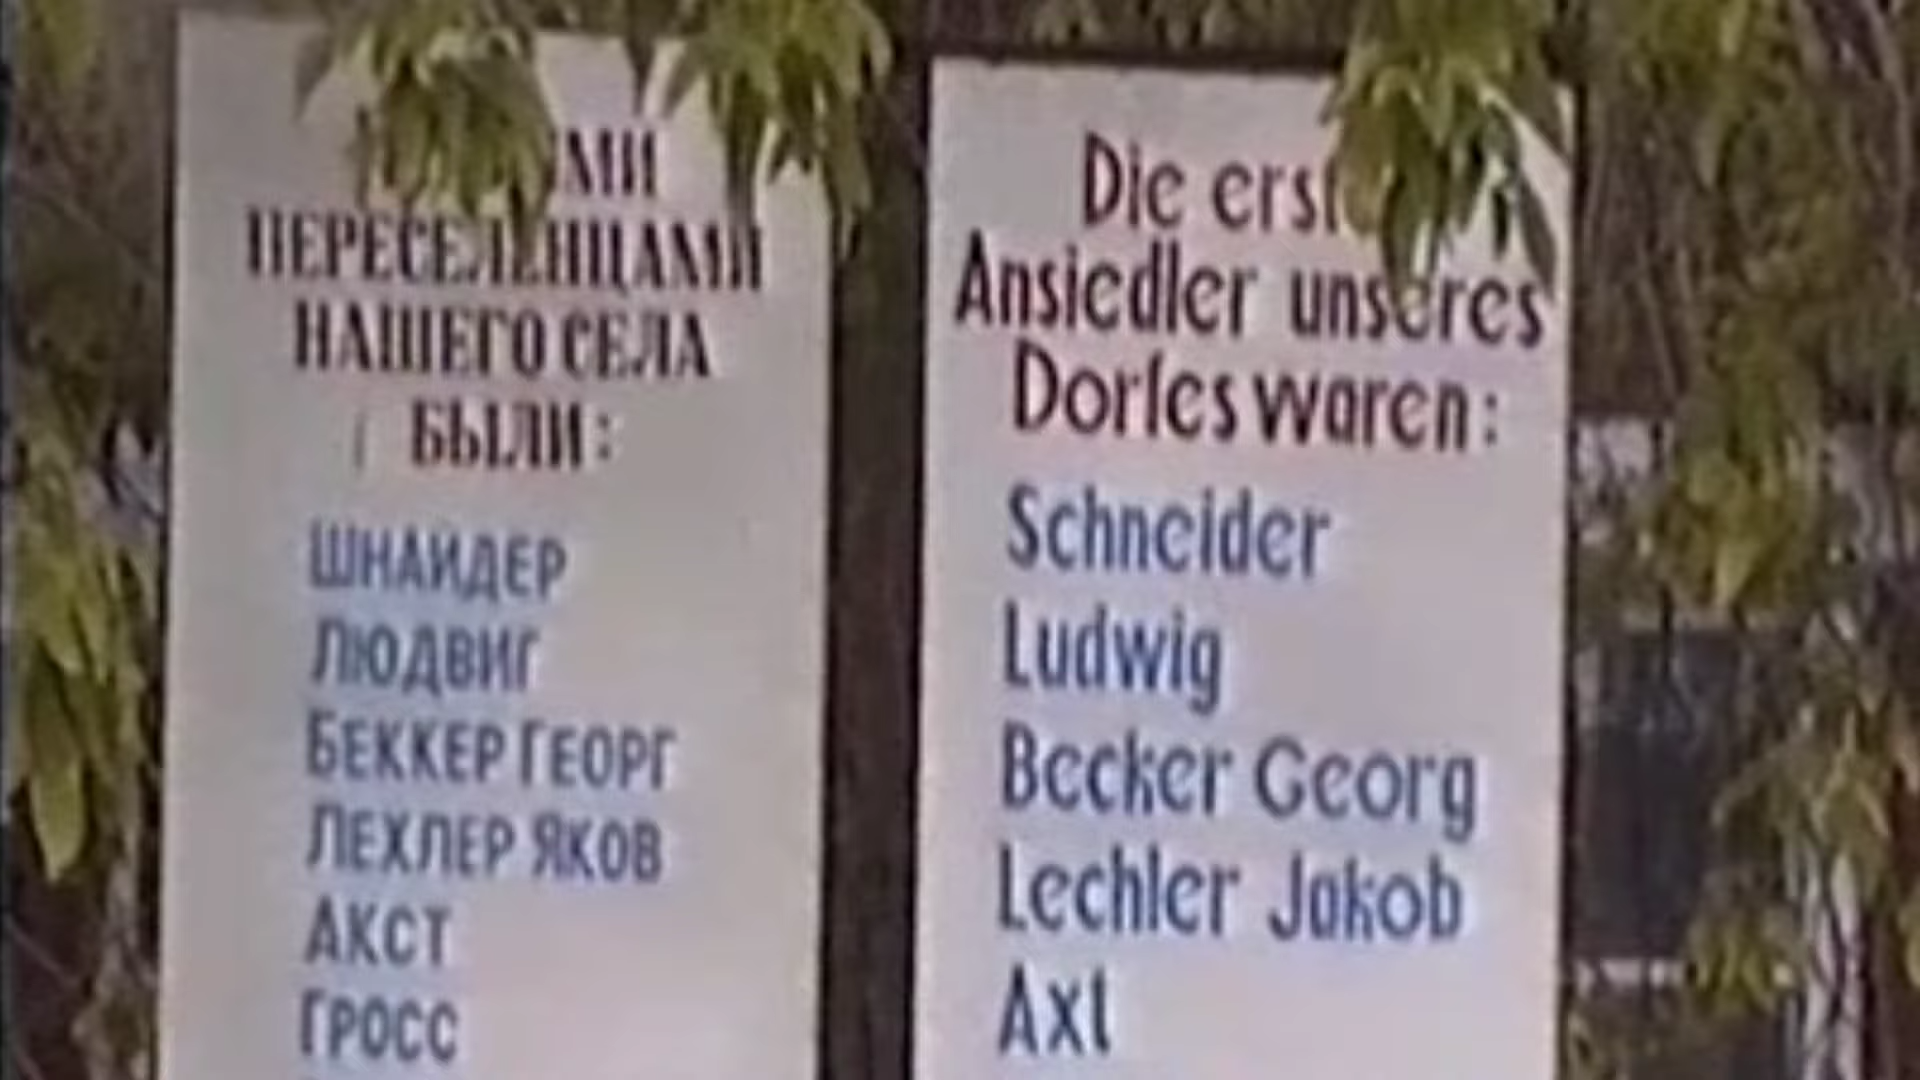 ПЕРЕСЕЛЕНЦАМИ
НАШЕГО СЕЛА
БЫЛИ:
ШНАЙДЕР
ЛЮДВИГ
БЕККЕР ГЕОРГ
ЛЕХЛЕР ЯКОВ
АКСТ
ГРОСС
Die
Ansiedler unseres
Dorfes waren:
Schneider
Ludwig
Becker Georg
Lechler Jakob
Axt